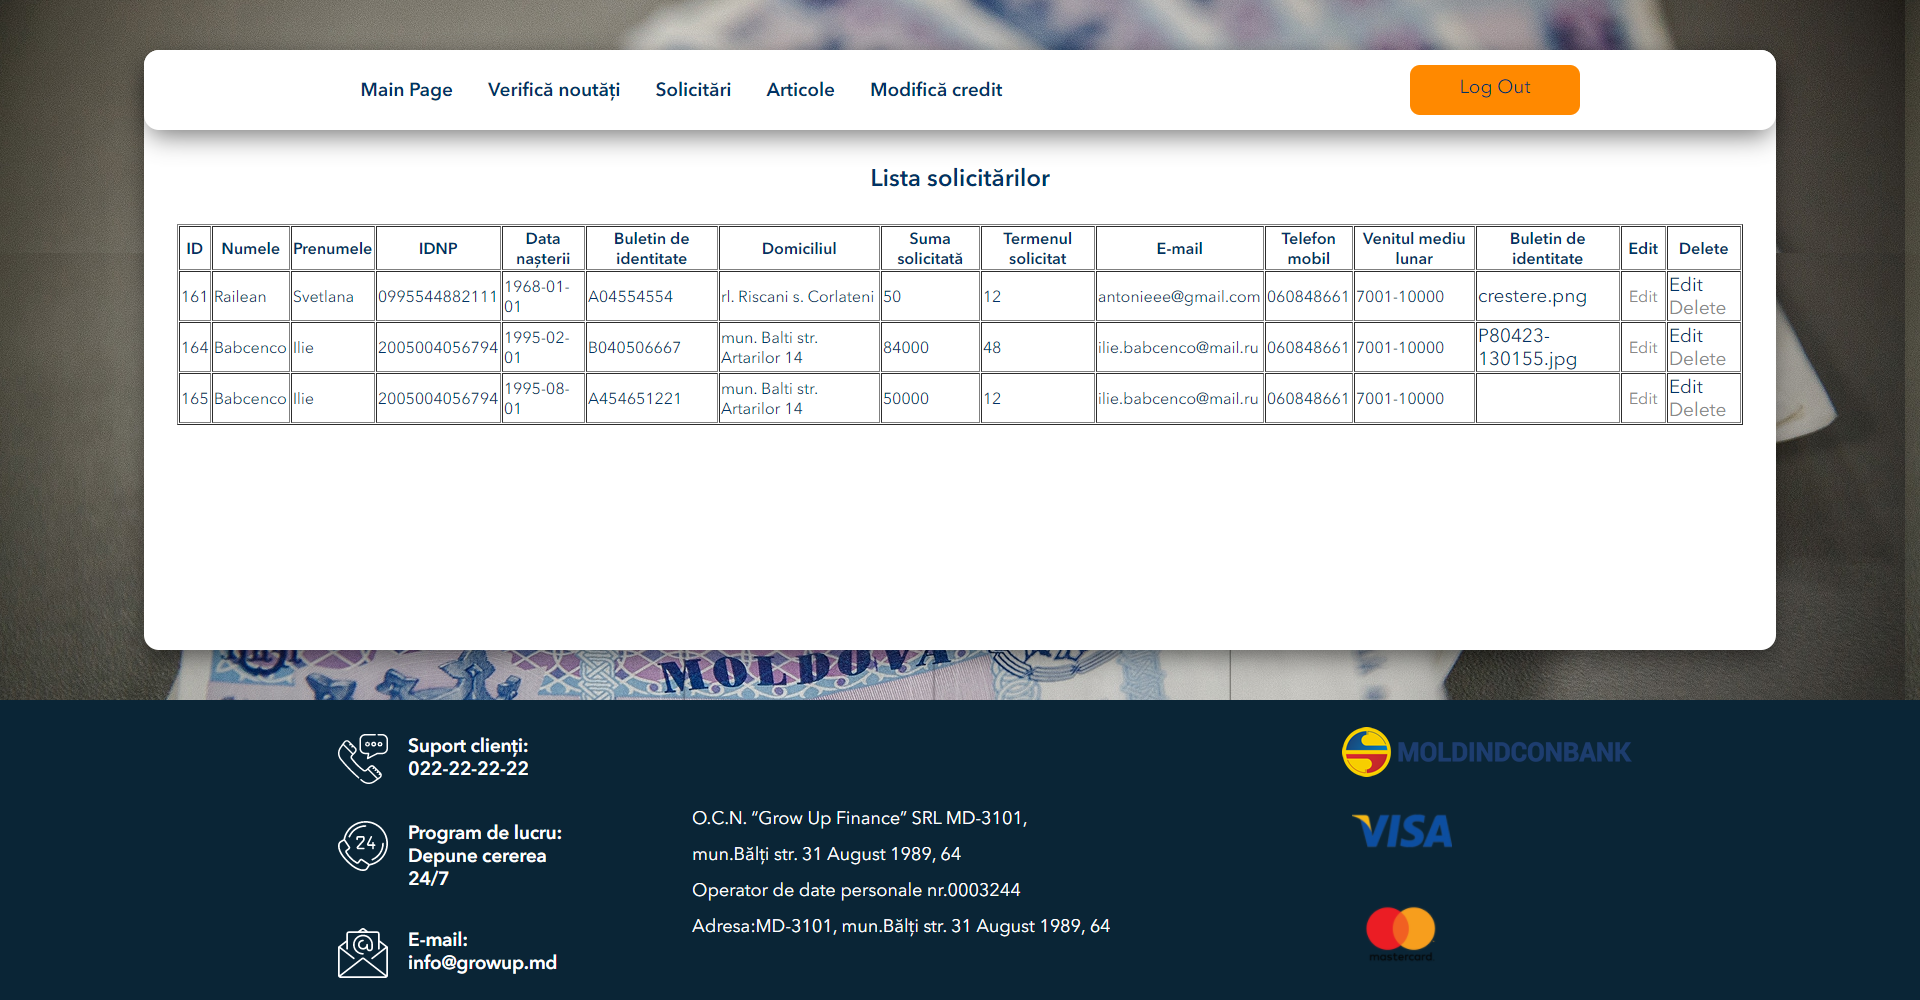 Main Page Verifică noutăți Solicitări Articole Modifică credit Log Out
Lista solicitărilor
ID Numele Prenumele IDNP Data nașterii Buletin de identitate Domiciliul Suma solicitată Termenul solicitat E-mail Telefon mobil Venitul mediu lunar Buletin de identitate Edit Delete
161 Railean Svetlana 0995544882111 1968-01-01 A04554554 rl. Riscani s. Corlateni 50 12 antonieee@gmail.com 060848661 7001-10000 crestere.png Edit Edit Delete
164 Babcenco Ilie 2005004056794 1995-02-01 B040506667 mun. Balti str. Artarilor 14 84000 48 ilie.babcenco@mail.ru 060848661 7001-10000 P80423-130155.jpg Edit Edit Delete
165 Babcenco Ilie 2005004056794 1995-08-01 A454651221 mun. Balti str. Artarilor 14 50000 12 ilie.babcenco@mail.ru 060848661 7001-10000 Edit Edit Delete
MOLDOVA
Suport clienți:
022-22-22-22
Program de lucru:
Depune cererea
24/7
24
E-mail:
info@growup.md
O.C.N. “Grow Up Finance” SRL MD-3101,
mun.Bălți str. 31 August 1989, 64
Operator de date personale nr.0003244
Adresa:MD-3101, mun.Bălți str. 31 August 1989, 64
MOLDINDCONBANK
VISA
mastercard